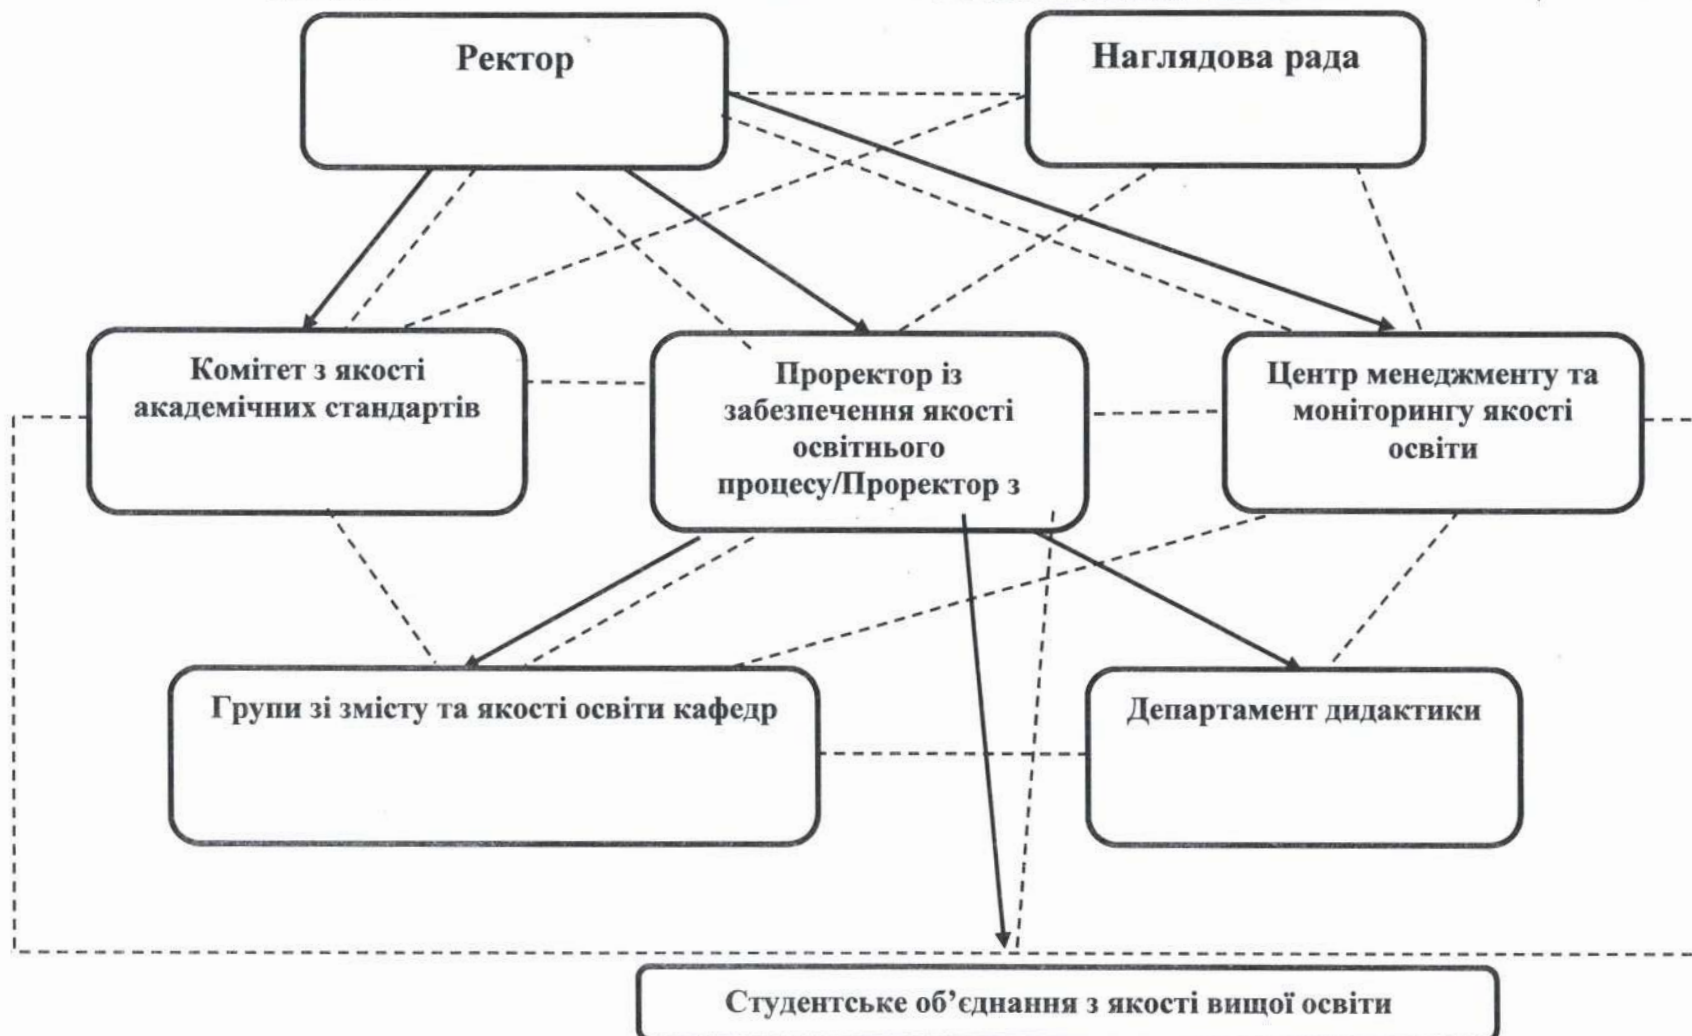 Ректор
Наглядова рада
Комітет з якості
академічних стандартів
Проректор із
забезпечення якості
освітнього
процесу/Проректор з
Центр менеджменту та
моніторингу якості
освіти
Групи зі змісту та якості освіти кафедр
Департамент дидактики
Студентське об’єднання з якості вищої освіти